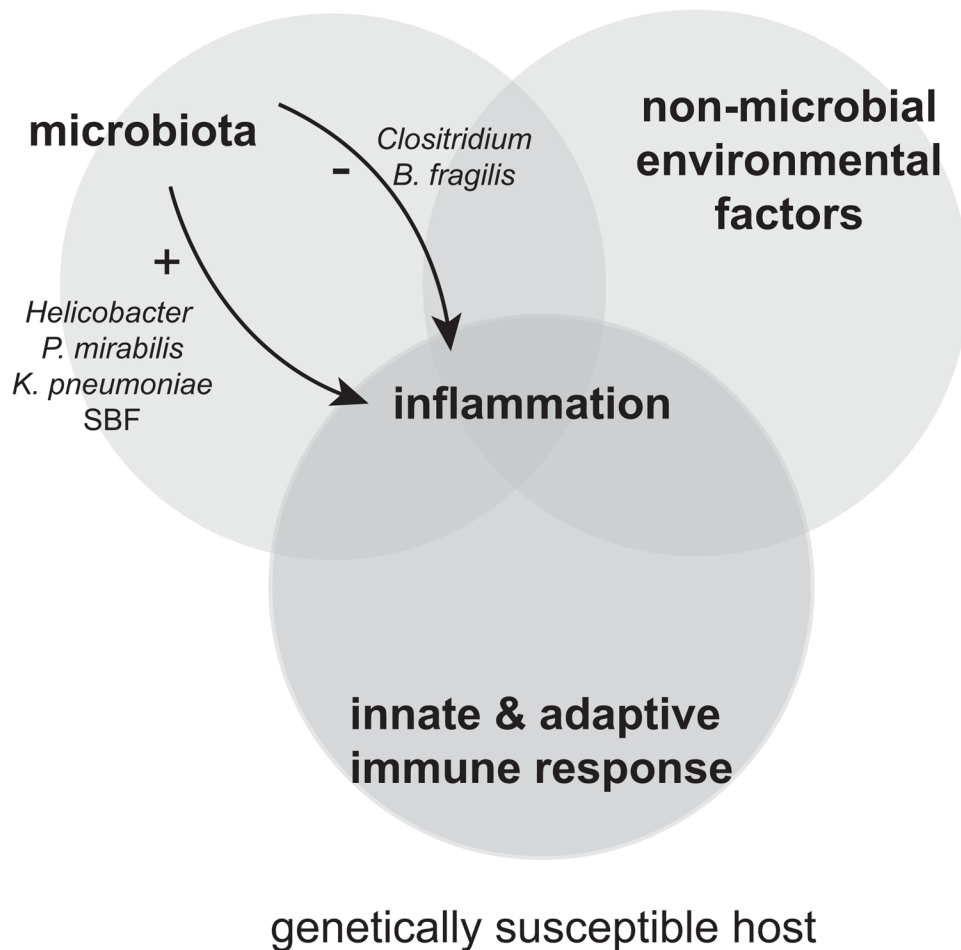 microbiota
-
Clositridium
B. fragilis
non-microbial
environmental
factors
+
Helicobacter
P. mirabilis
K. pneumoniae
SBF
inflammation
innate & adaptive
immune response
genetically susceptible host